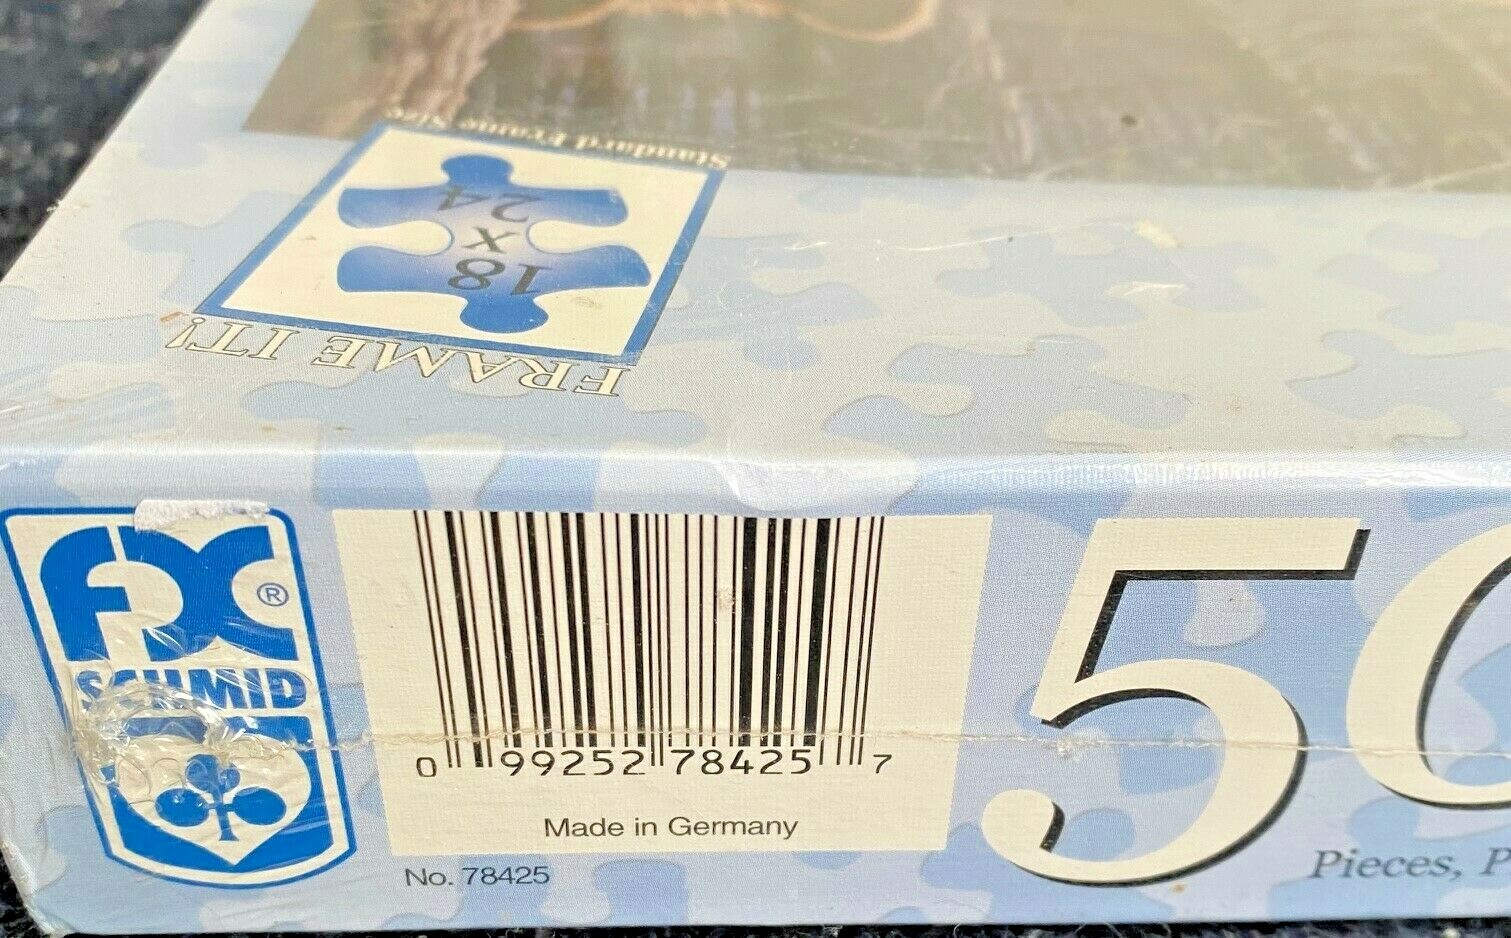 Standard Frame Size
18
X
24
FRAME IT!
FX®
SCHMID
0 99252 78425 7
Made in Germany
No. 78425
50
Pieces, P